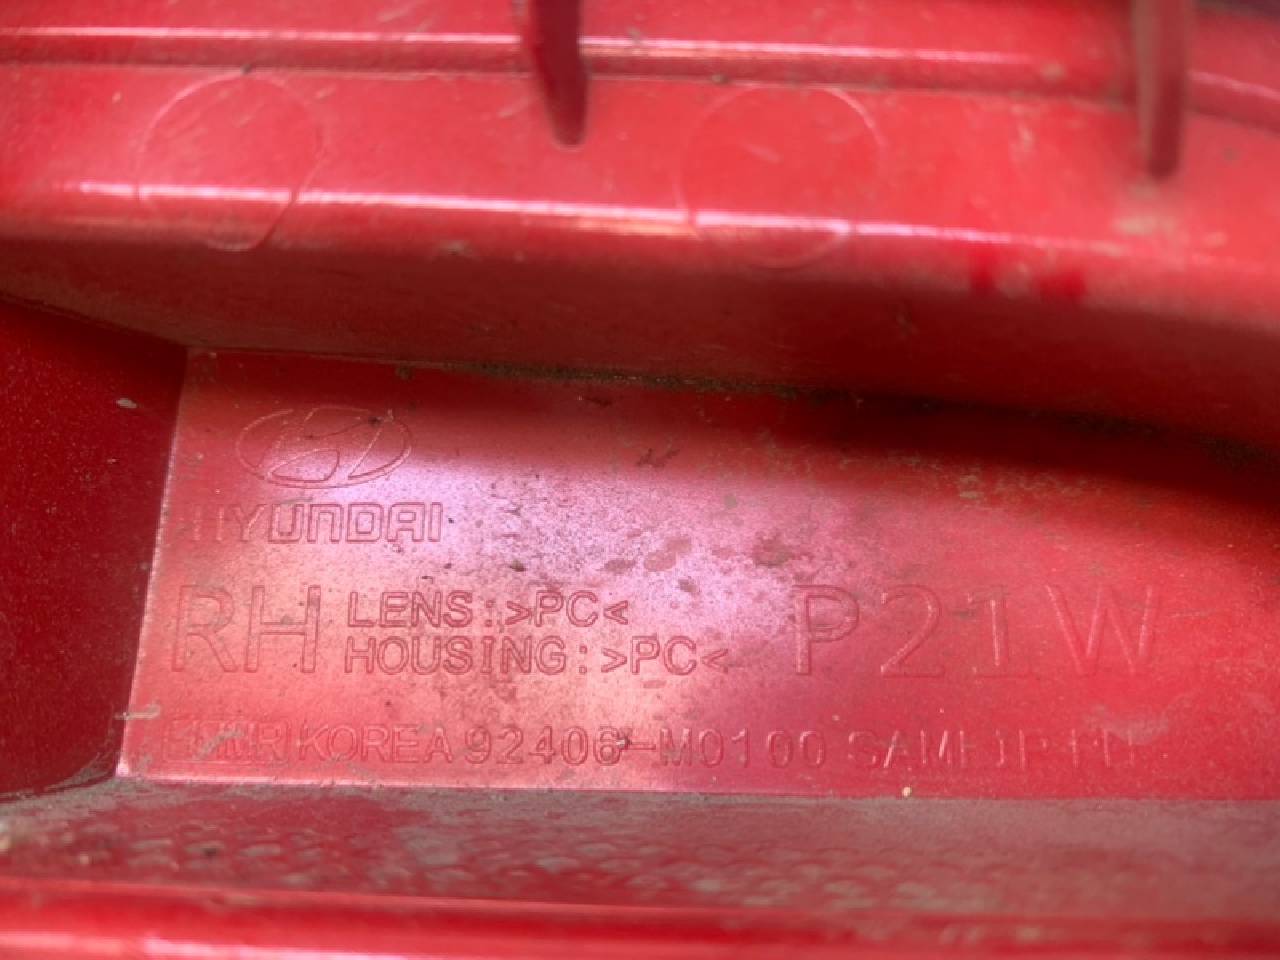 HYUNDAI
RH LENS:>PC< P21W
HOUSING:>PC<
KOREA 92406-M0100